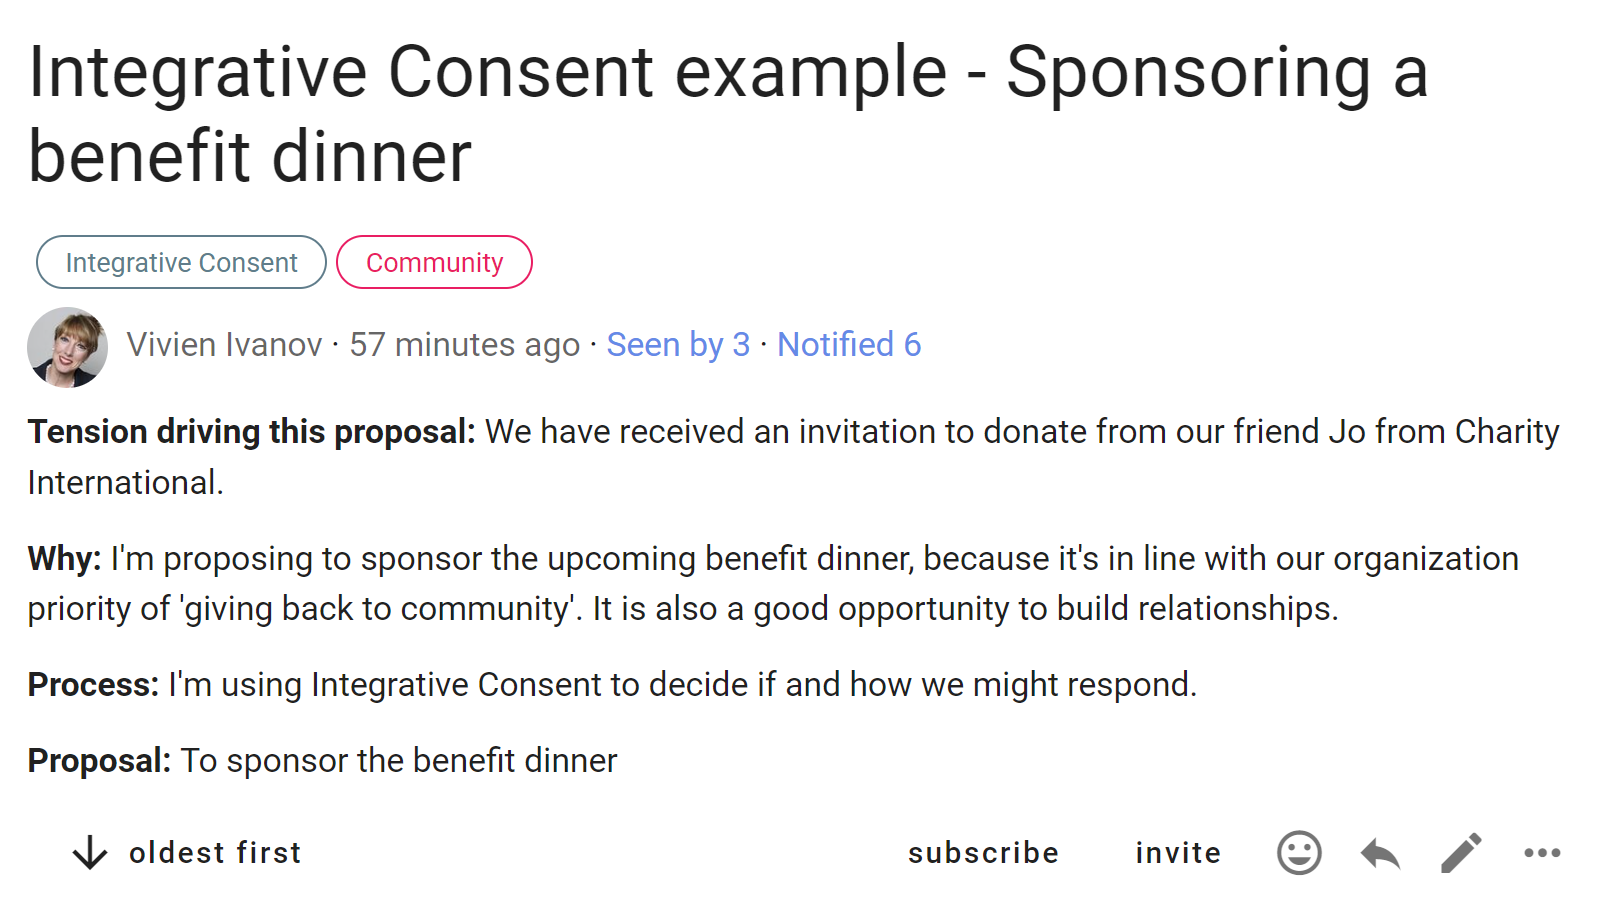 Integrative Consent example - Sponsoring a
benefit dinner
Integrative Consent Community
Vivien Ivanov · 57 minutes ago · Seen by 3 · Notified 6
Tension driving this proposal: We have received an invitation to donate from our friend Jo from Charity
International.
Why: I'm proposing to sponsor the upcoming benefit dinner, because it's in line with our organization
priority of 'giving back to community'. It is also a good opportunity to build relationships.
Process: I'm using Integrative Consent to decide if and how we might respond.
Proposal: To sponsor the benefit dinner
oldest first subscribe invite